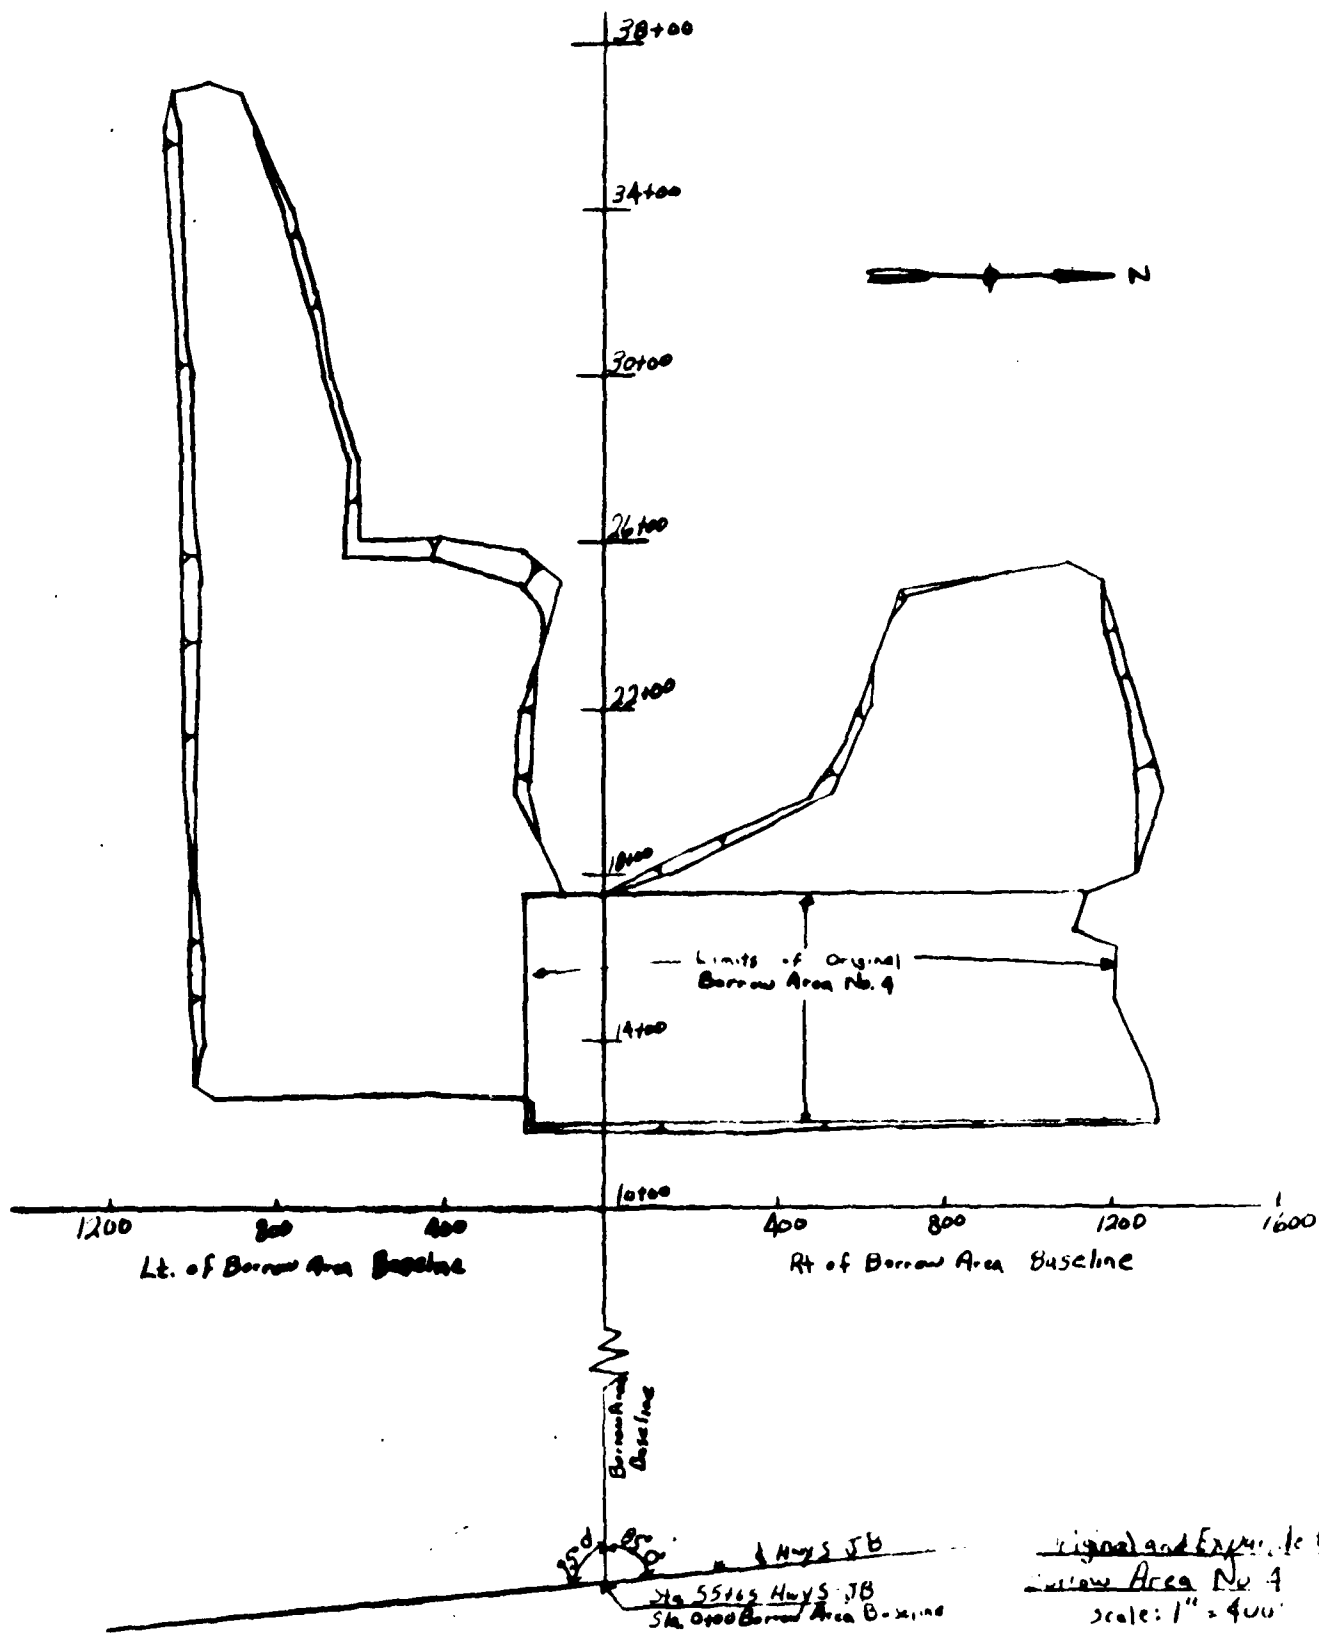 38+00
34+00
N
30+00
26+00
22+00
18+00
Limits of Original
Borrow Area No. 4
14+00
10+00
1200 800 400 400 800 1200 1600
Lt. of Borrow Area Baseline
Rt of Borrow Area Baseline
Borrow Area
Baseline
85°
Hwy S JB
Sta 55+65 Hwy S JB
Sta. 0+00 Borrow Area Baseline
and
Area No 4
scale: 1" = 400'